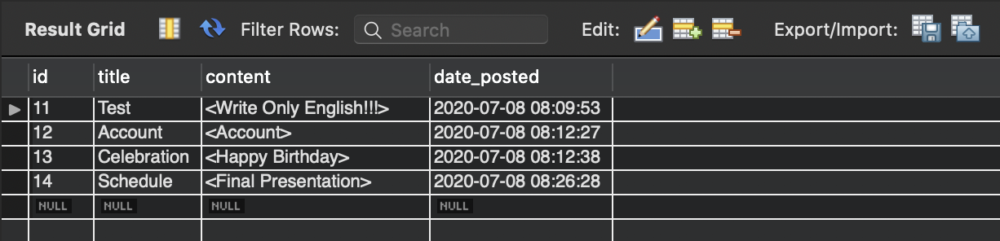 Result Grid Filter Rows: Search Edit: Export/Import:
id title content date_posted
11 Test <Write Only English!!!> 2020-07-08 08:09:53
12 Account <Account> 2020-07-08 08:12:27
13 Celebration <Happy Birthday> 2020-07-08 08:12:38
14 Schedule <Final Presentation> 2020-07-08 08:26:28
NULL NULL NULL NULL